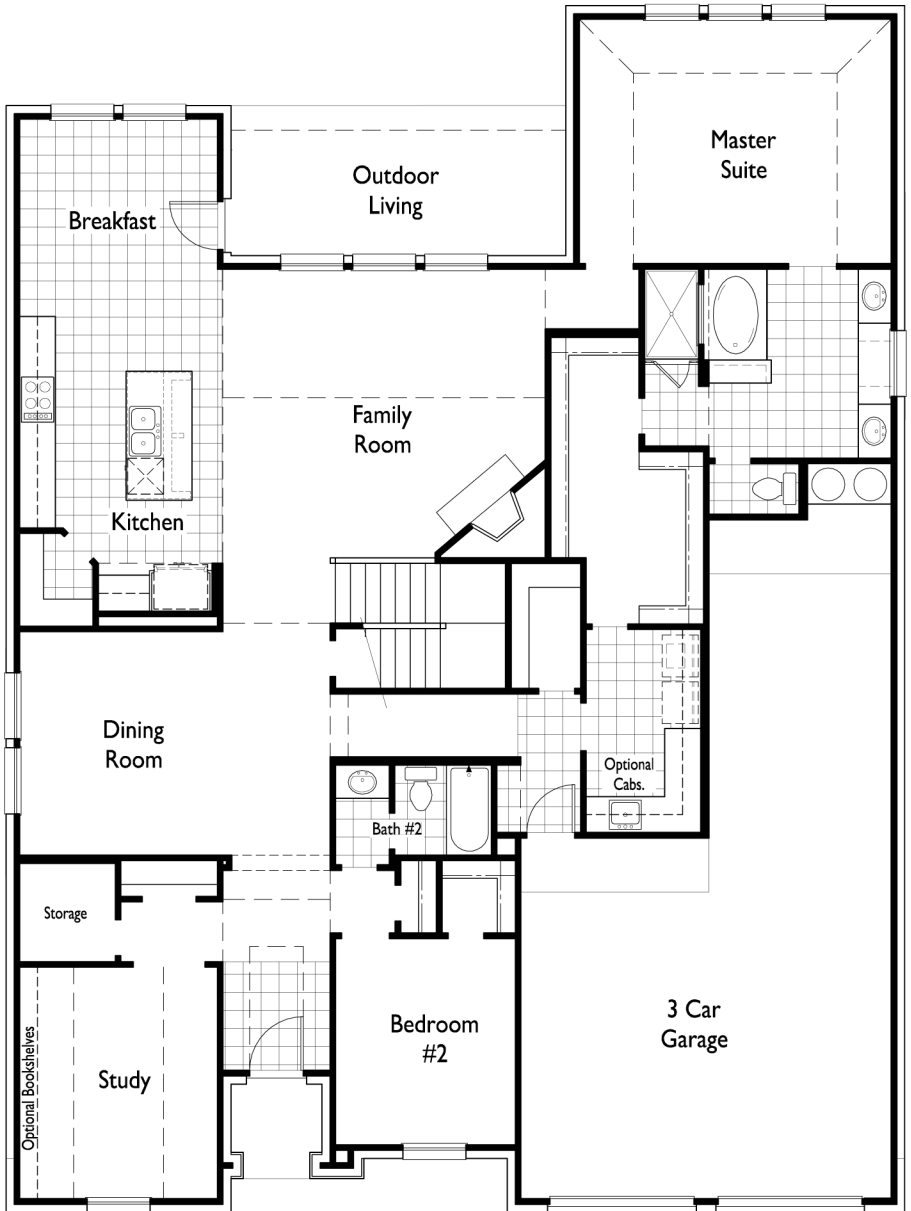 Master
Suite
Outdoor
Living
Breakfast
Family
Room
Kitchen
Dining
Room
Optional
Cabs.
Bath #2
Storage
3 Car
Garage
Bedroom
#2
Optional Bookshelves
Study